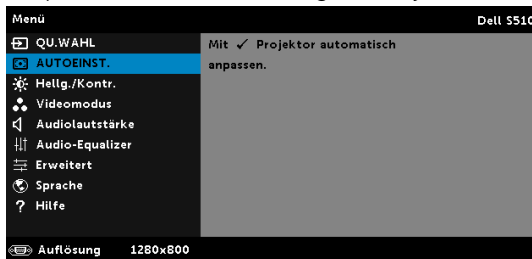 Menü Dell S510
QU.WAHL
AUTOEINST.
Hellg./Kontr.
Videomodus
Audiolautstärke
Audio-Equalizer
Erweitert
Sprache
? Hilfe
Mit ✓ Projektor automatisch
anpassen.
Auflösung 1280x800